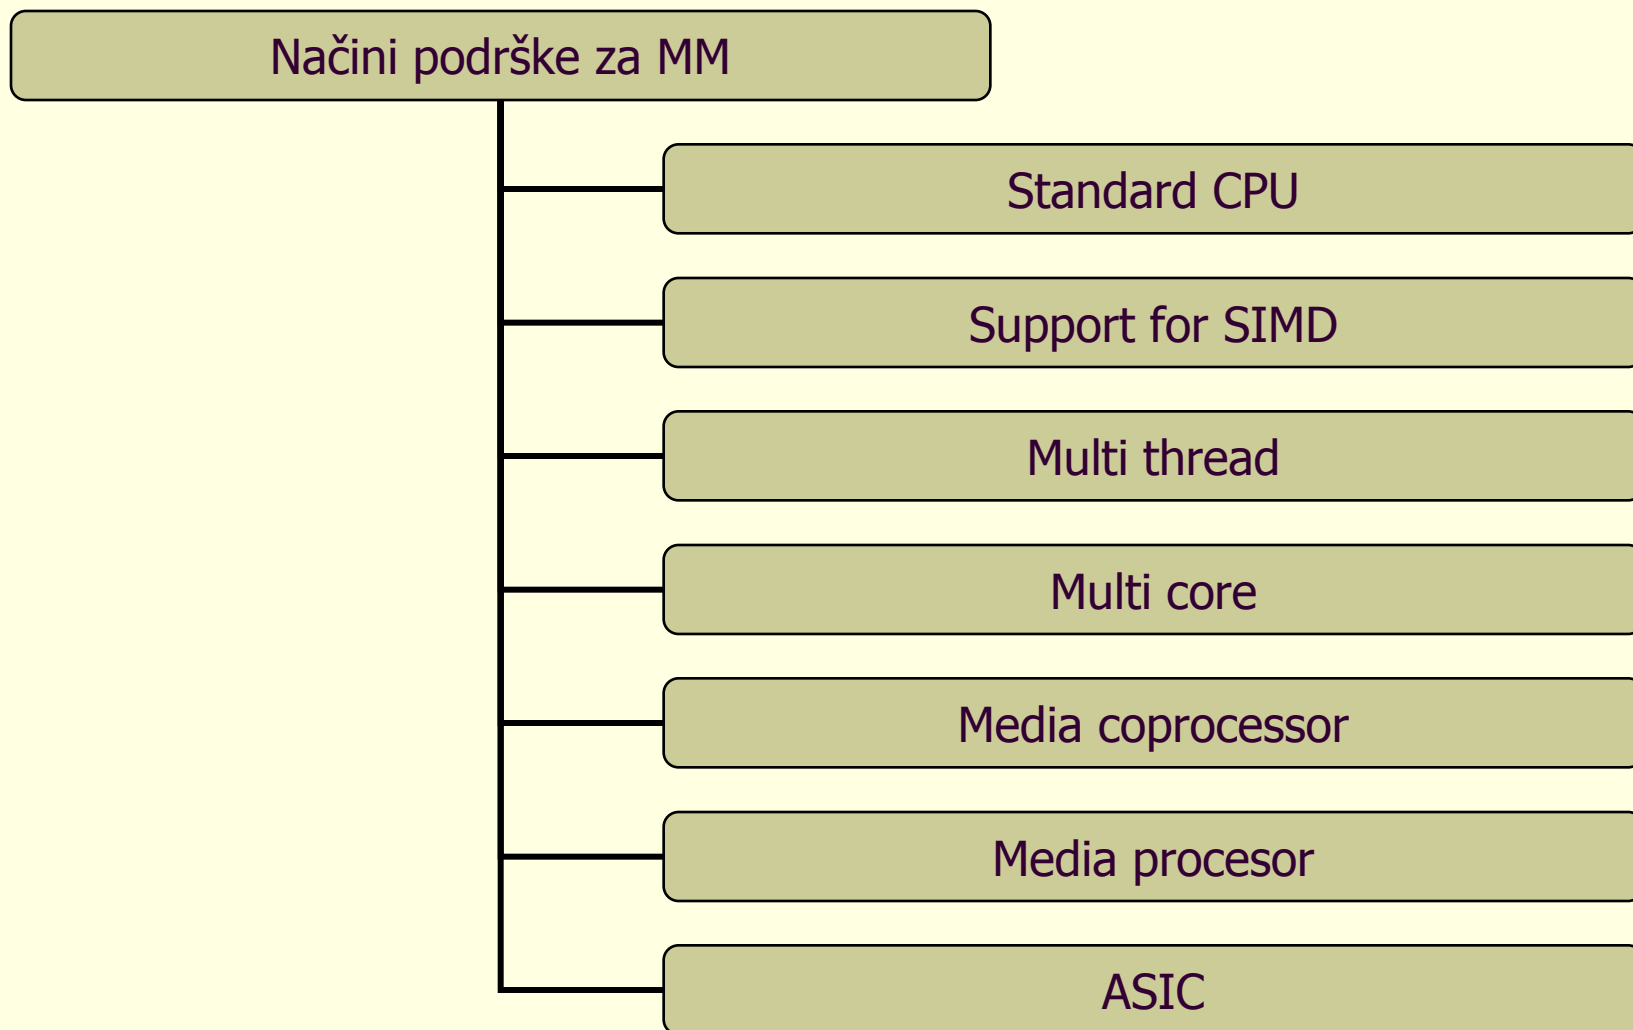 Načini podrške za MM
Standard CPU
Support for SIMD
Multi thread
Multi core
Media coprocessor
Media procesor
ASIC